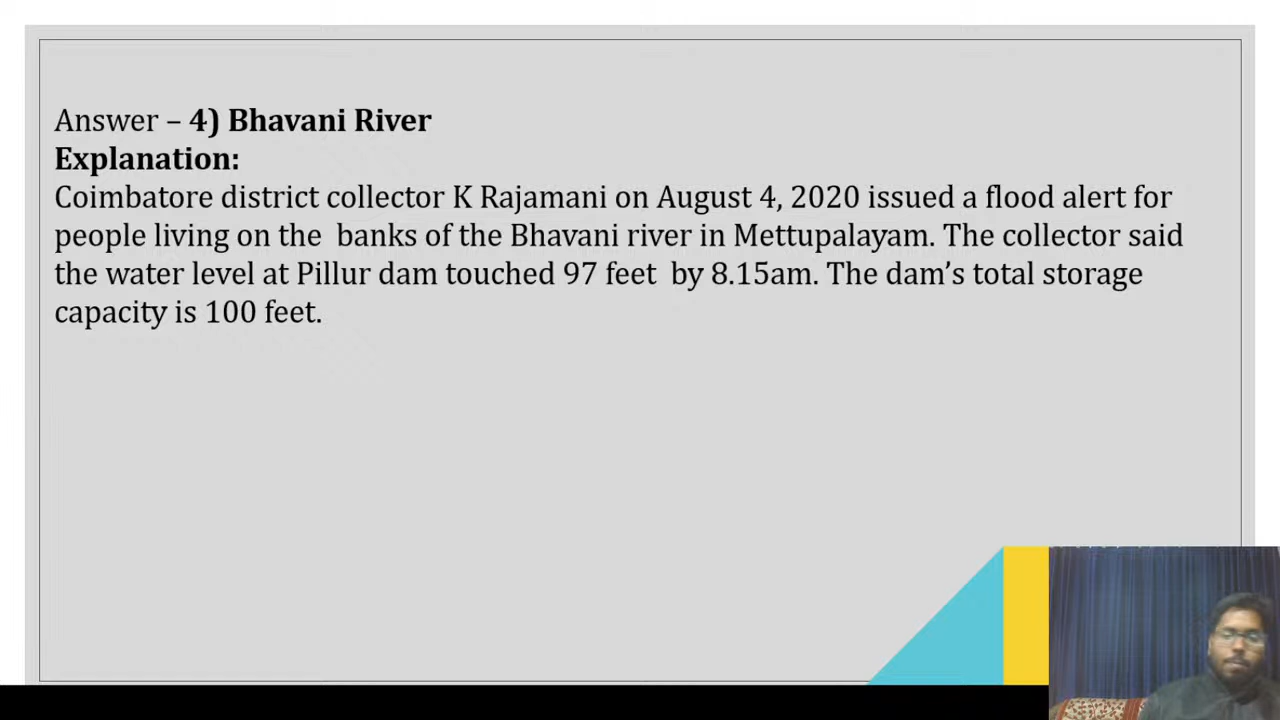 Answer – 4) Bhavani River
Explanation:
Coimbatore district collector K Rajamani on August 4, 2020 issued a flood alert for
people living on the  banks of the Bhavani river in Mettupalayam. The collector said
the water level at Pillur dam touched 97 feet  by 8.15am. The dam’s total storage
capacity is 100 feet.